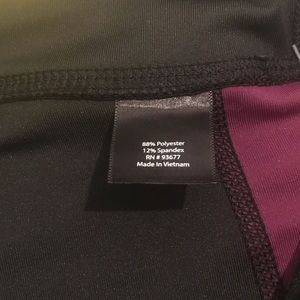 88% Polyester
12% Spandex
RN # 93677
Made In Vietnam